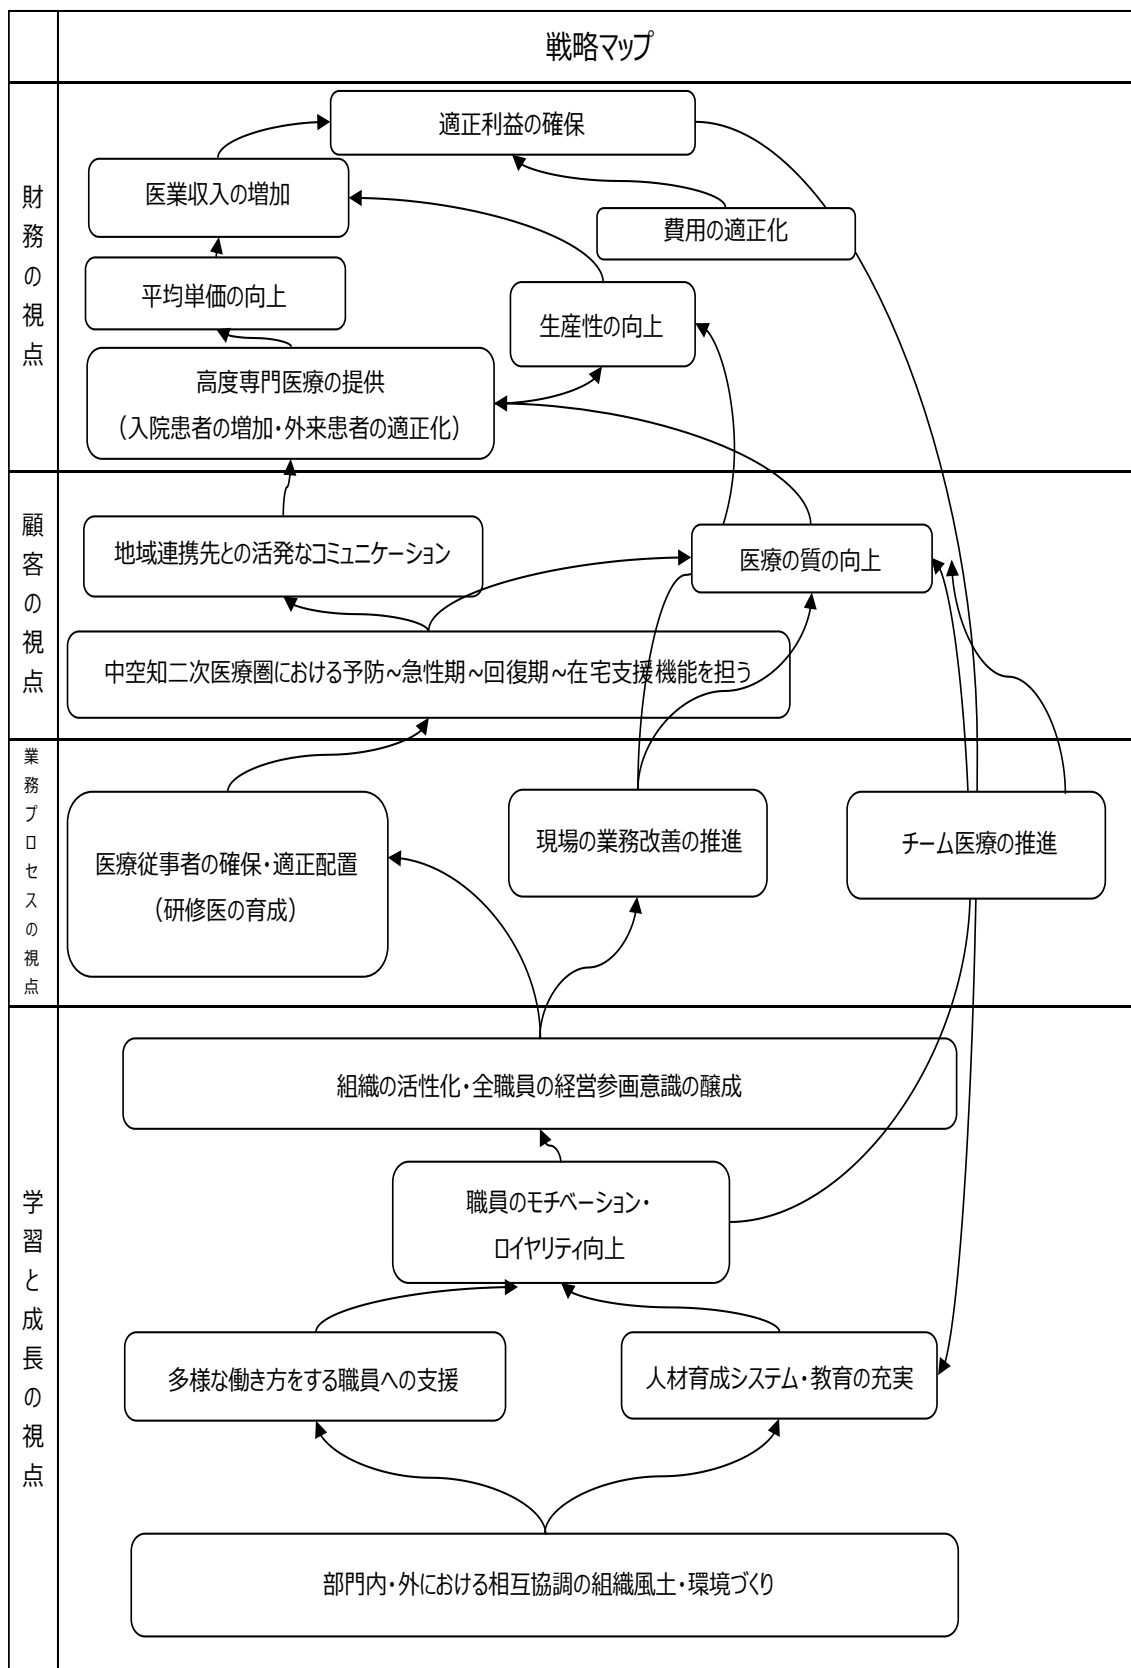 戦略マップ
財務の視点
適正利益の確保
医業収入の増加
費用の適正化
平均単価の向上
生産性の向上
高度専門医療の提供
（入院患者の増加・外来患者の適正化）
顧客の視点
地域連携先との活発なコミュニケーション
医療の質の向上
中空知二次医療圏における予防~急性期~回復期~在宅支援機能を担う
業務プロセスの視点
医療従事者の確保・適正配置
（研修医の育成）
現場の業務改善の推進
チーム医療の推進
学習と成長の視点
組織の活性化・全職員の経営参画意識の醸成
職員のモチベーション・
ロイヤリティ向上
多様な働き方をする職員への支援
人材育成システム・教育の充実
部門内・外における相互協調の組織風土・環境づくり